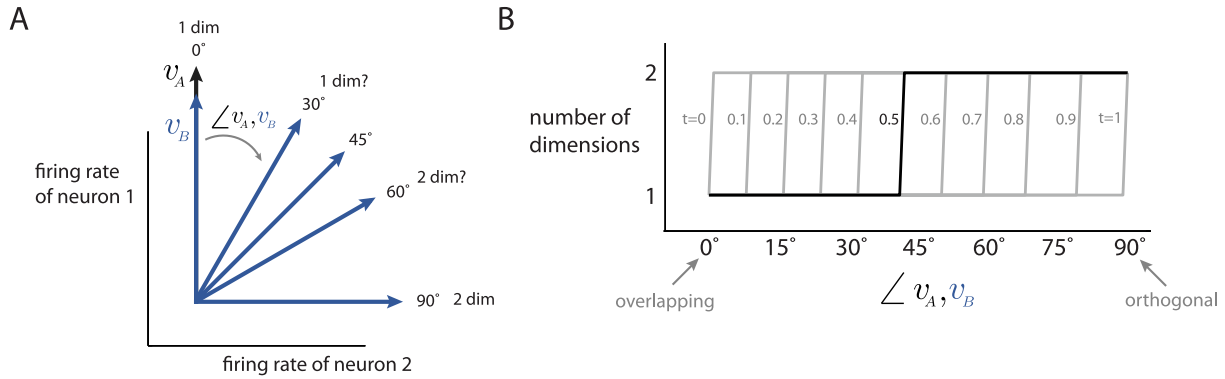 A
1 dim
0°
v_A
v_B
∠ v_A, v_B
1 dim?
30°
45°
60° 2 dim?
90° 2 dim
firing rate
of neuron 1
firing rate of neuron 2
B
number of
dimensions
2
1
t=0 0.1 0.2 0.3 0.4 0.5 0.6 0.7 0.8 0.9 t=1
0° 15° 30° 45° 60° 75° 90°
overlapping
∠ v_A, v_B
orthogonal